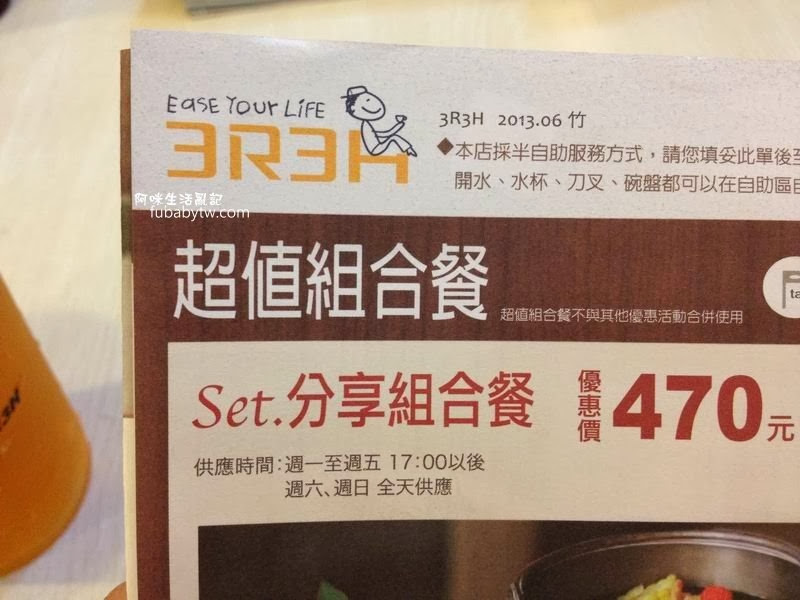 EASE YOUR LIFE
3R3H
3R3H 2013.06 竹
◆本店採半自助服務方式，請您填妥此單後至
開水、水杯、刀叉、碗盤都可以在自助區自
阿咪生活亂記
fubabytw.com
超值組合餐
超值組合餐不與其他優惠活動合併使用
ta
Set.分享組合餐
優惠價470元
供應時間：週一至週五 17:00以後
週六、週日 全天供應